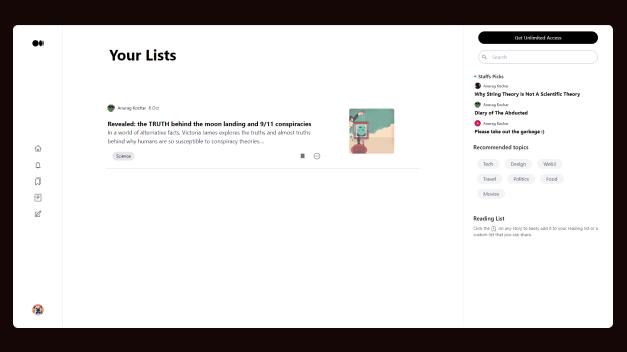 Your Lists
Anurag Kochar 8 Oct
Revealed: the TRUTH behind the moon landing and 9/11 conspiracies
In a world of alternative facts, Victoria James explores the truths and almost truths
behind why humans are so susceptible to conspiracy theories...
Science
Get Unlimited Access
Search
Staffs Picks
Anurag Kochar
Why String Theory is Not A Scientific Theory
Anurag Kochar
Diary of The Abducted
A Anurag Kochar
Please take out the garbage :)
Recommended topics
Tech Design Web3
Travel Politics Food
Movies
Reading List
Click the on any story to easily add it to your reading list or a
custom list that you can share.